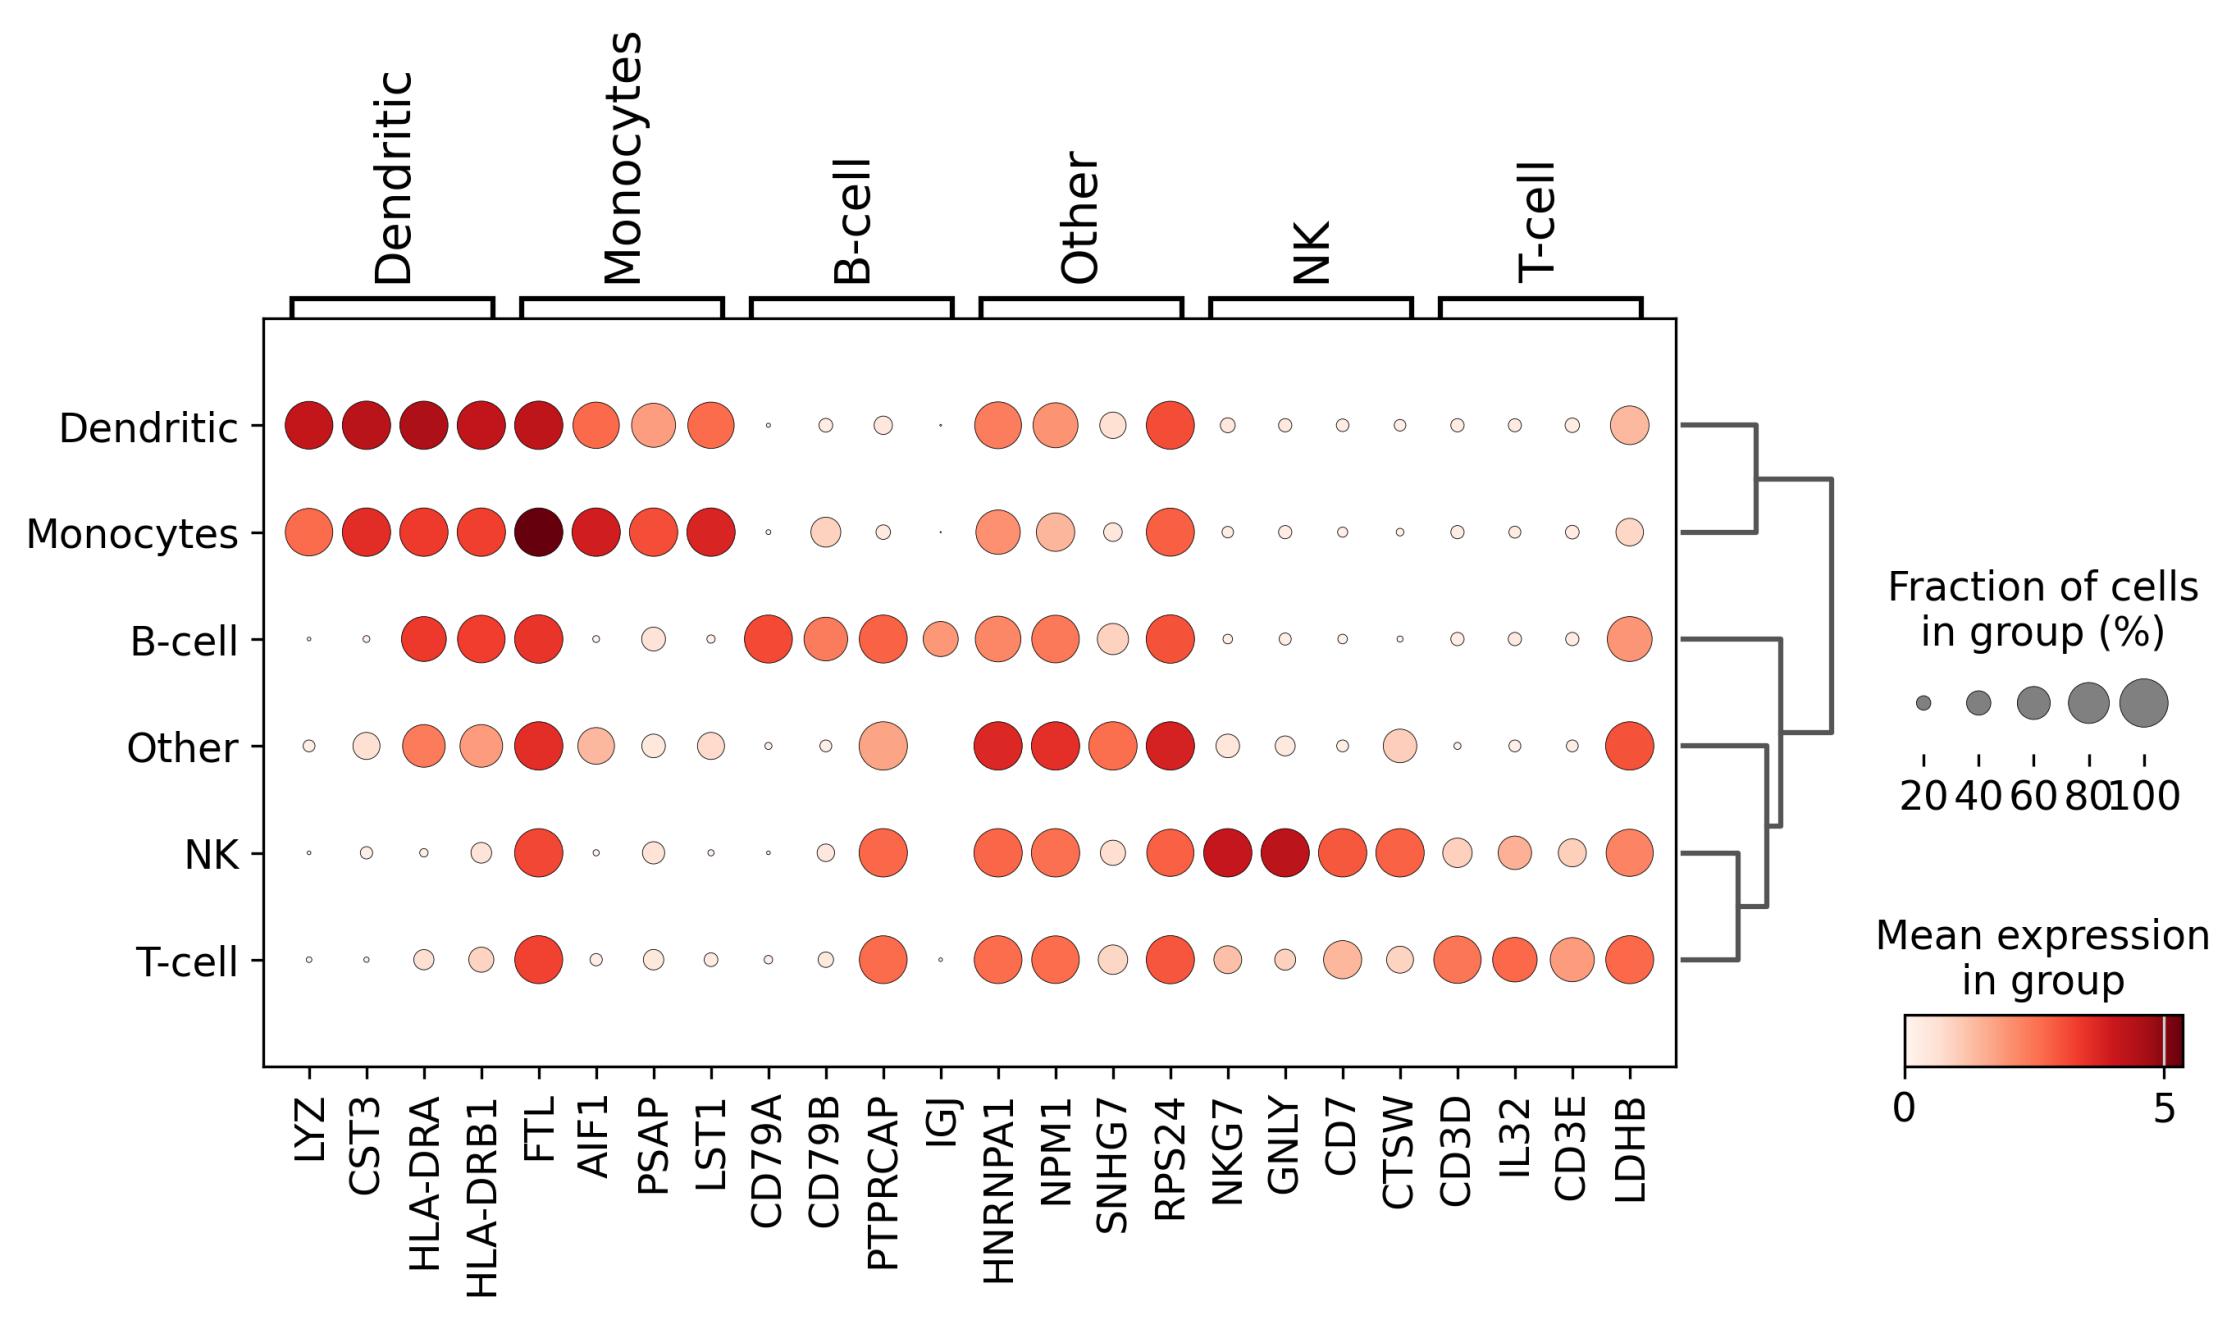 Dendritic
Monocytes
B-cell
Other
NK
T-cell
Dendritic
Monocytes
B-cell
Other
NK
T-cell
LYZ
CST3
HLA-DRA
HLA-DRB1
FTL
AIF1
PSAP
LST1
CD79A
CD79B
PTPRCAP
IGJ
HNRNPA1
NPM1
SNHG7
RPS24
NKG7
GNLY
CD7
CTSW
CD3D
IL32
CD3E
LDHB
Fraction of cells
in group (%)
20 40 60 80 100
Mean expression
in group
0 5